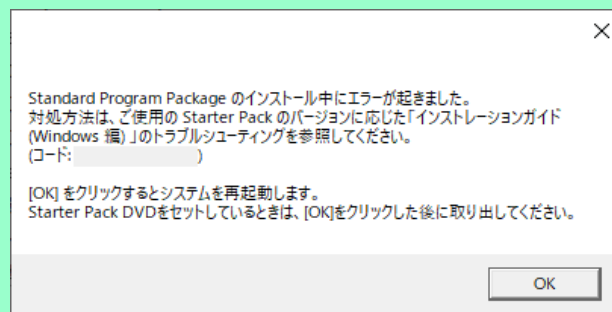 Standard Program Package のインストール中にエラーが起きました。
対処方法は、ご使用の Starter Pack のバージョンに応じた「インストレーションガイド
(Windows 編) 」のトラブルシューティングを参照してください。
(コード:                    )
[OK] をクリックするとシステムを再起動します。
Starter Pack DVDをセットしているときは、[OK]をクリックした後に取り出してください。
OK